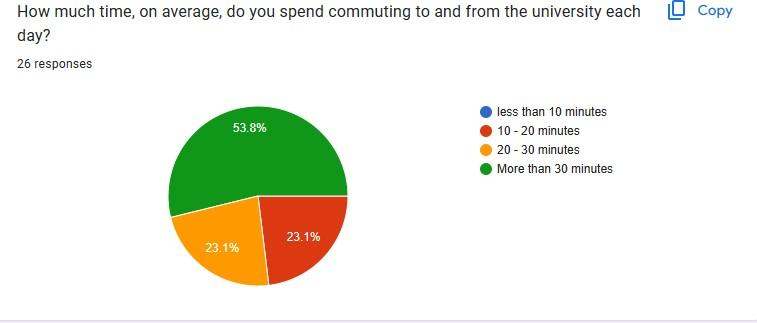 How much time, on average, do you spend commuting to and from the university each
day?
Copy
26 responses
53.8%
23.1%
23.1%
less than 10 minutes
10 - 20 minutes
20 - 30 minutes
More than 30 minutes